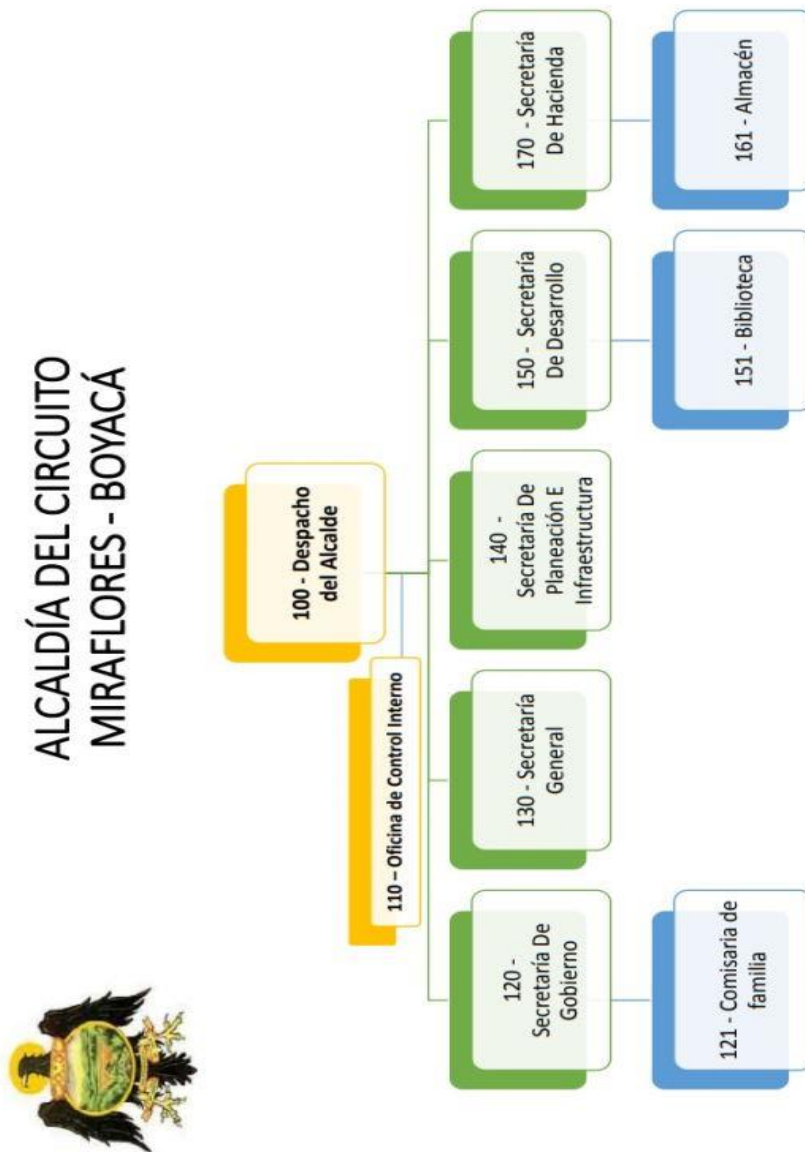 ALCALDÍA DEL CIRCUITO
MIRAFLORES - BOYACÁ
100 - Despacho
del Alcalde
110 – Oficina de Control Interno
120 -
Secretaría De
Gobierno
130 - Secretaría
General
140 -
Secretaría De
Planeación E
Infraestructura
150 - Secretaría
De Desarrollo
170 - Secretaría
De Hacienda
121 - Comisaria de
familia
151 - Biblioteca
161 - Almacén